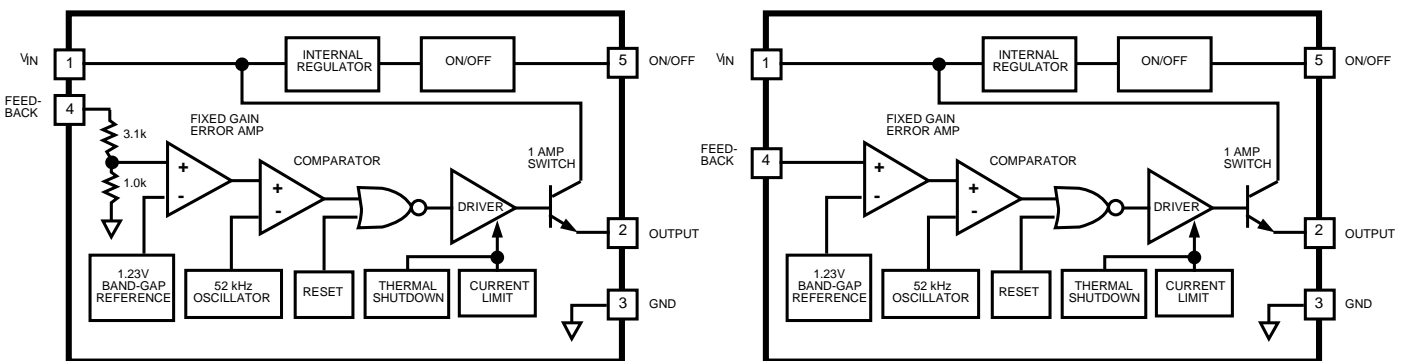 VIN
1
INTERNAL
REGULATOR
ON/OFF
5
ON/OFF
FEED-
BACK
4
3.1k
1.0k
FIXED GAIN
ERROR AMP
+
-
COMPARATOR
+
-
1 AMP
SWITCH
DRIVER
2
OUTPUT
1.23V
BAND-GAP
REFERENCE
52 kHz
OSCILLATOR
RESET
THERMAL
SHUTDOWN
CURRENT
LIMIT
3
GND
VIN
1
INTERNAL
REGULATOR
ON/OFF
5
ON/OFF
FEED-
BACK
4
FIXED GAIN
ERROR AMP
+
-
COMPARATOR
+
-
1 AMP
SWITCH
DRIVER
2
OUTPUT
1.23V
BAND-GAP
REFERENCE
52 kHz
OSCILLATOR
RESET
THERMAL
SHUTDOWN
CURRENT
LIMIT
3
GND